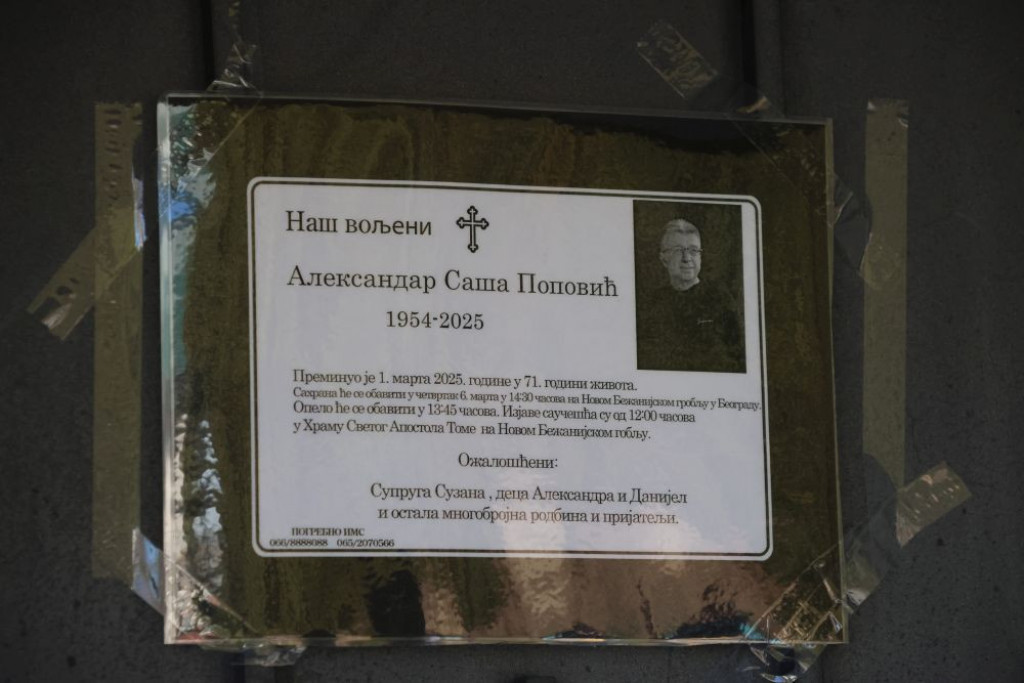 Наш вољени
Александар Саша Поповић
1954-2025
Преминуо је 1. марта 2025. године у 71. години живота.
Сахрана ће се обавити у четвртак 6. марта у 14:30 часова на Новом Бежанијском гробљу у Београду.
Опело ће се обавити у 13:45 часова. Изјаве саучешћа су од 12:00 часова
у Храму Светог Апостола Томе на Новом Бежанијском гобљу.
Ожалошћени:
Супруга Сузана , деца Александра и Данијел
и остала многобројна родбина и пријатељи.
ПОГРЕБНО ИМС
066/8888088 065/2070566